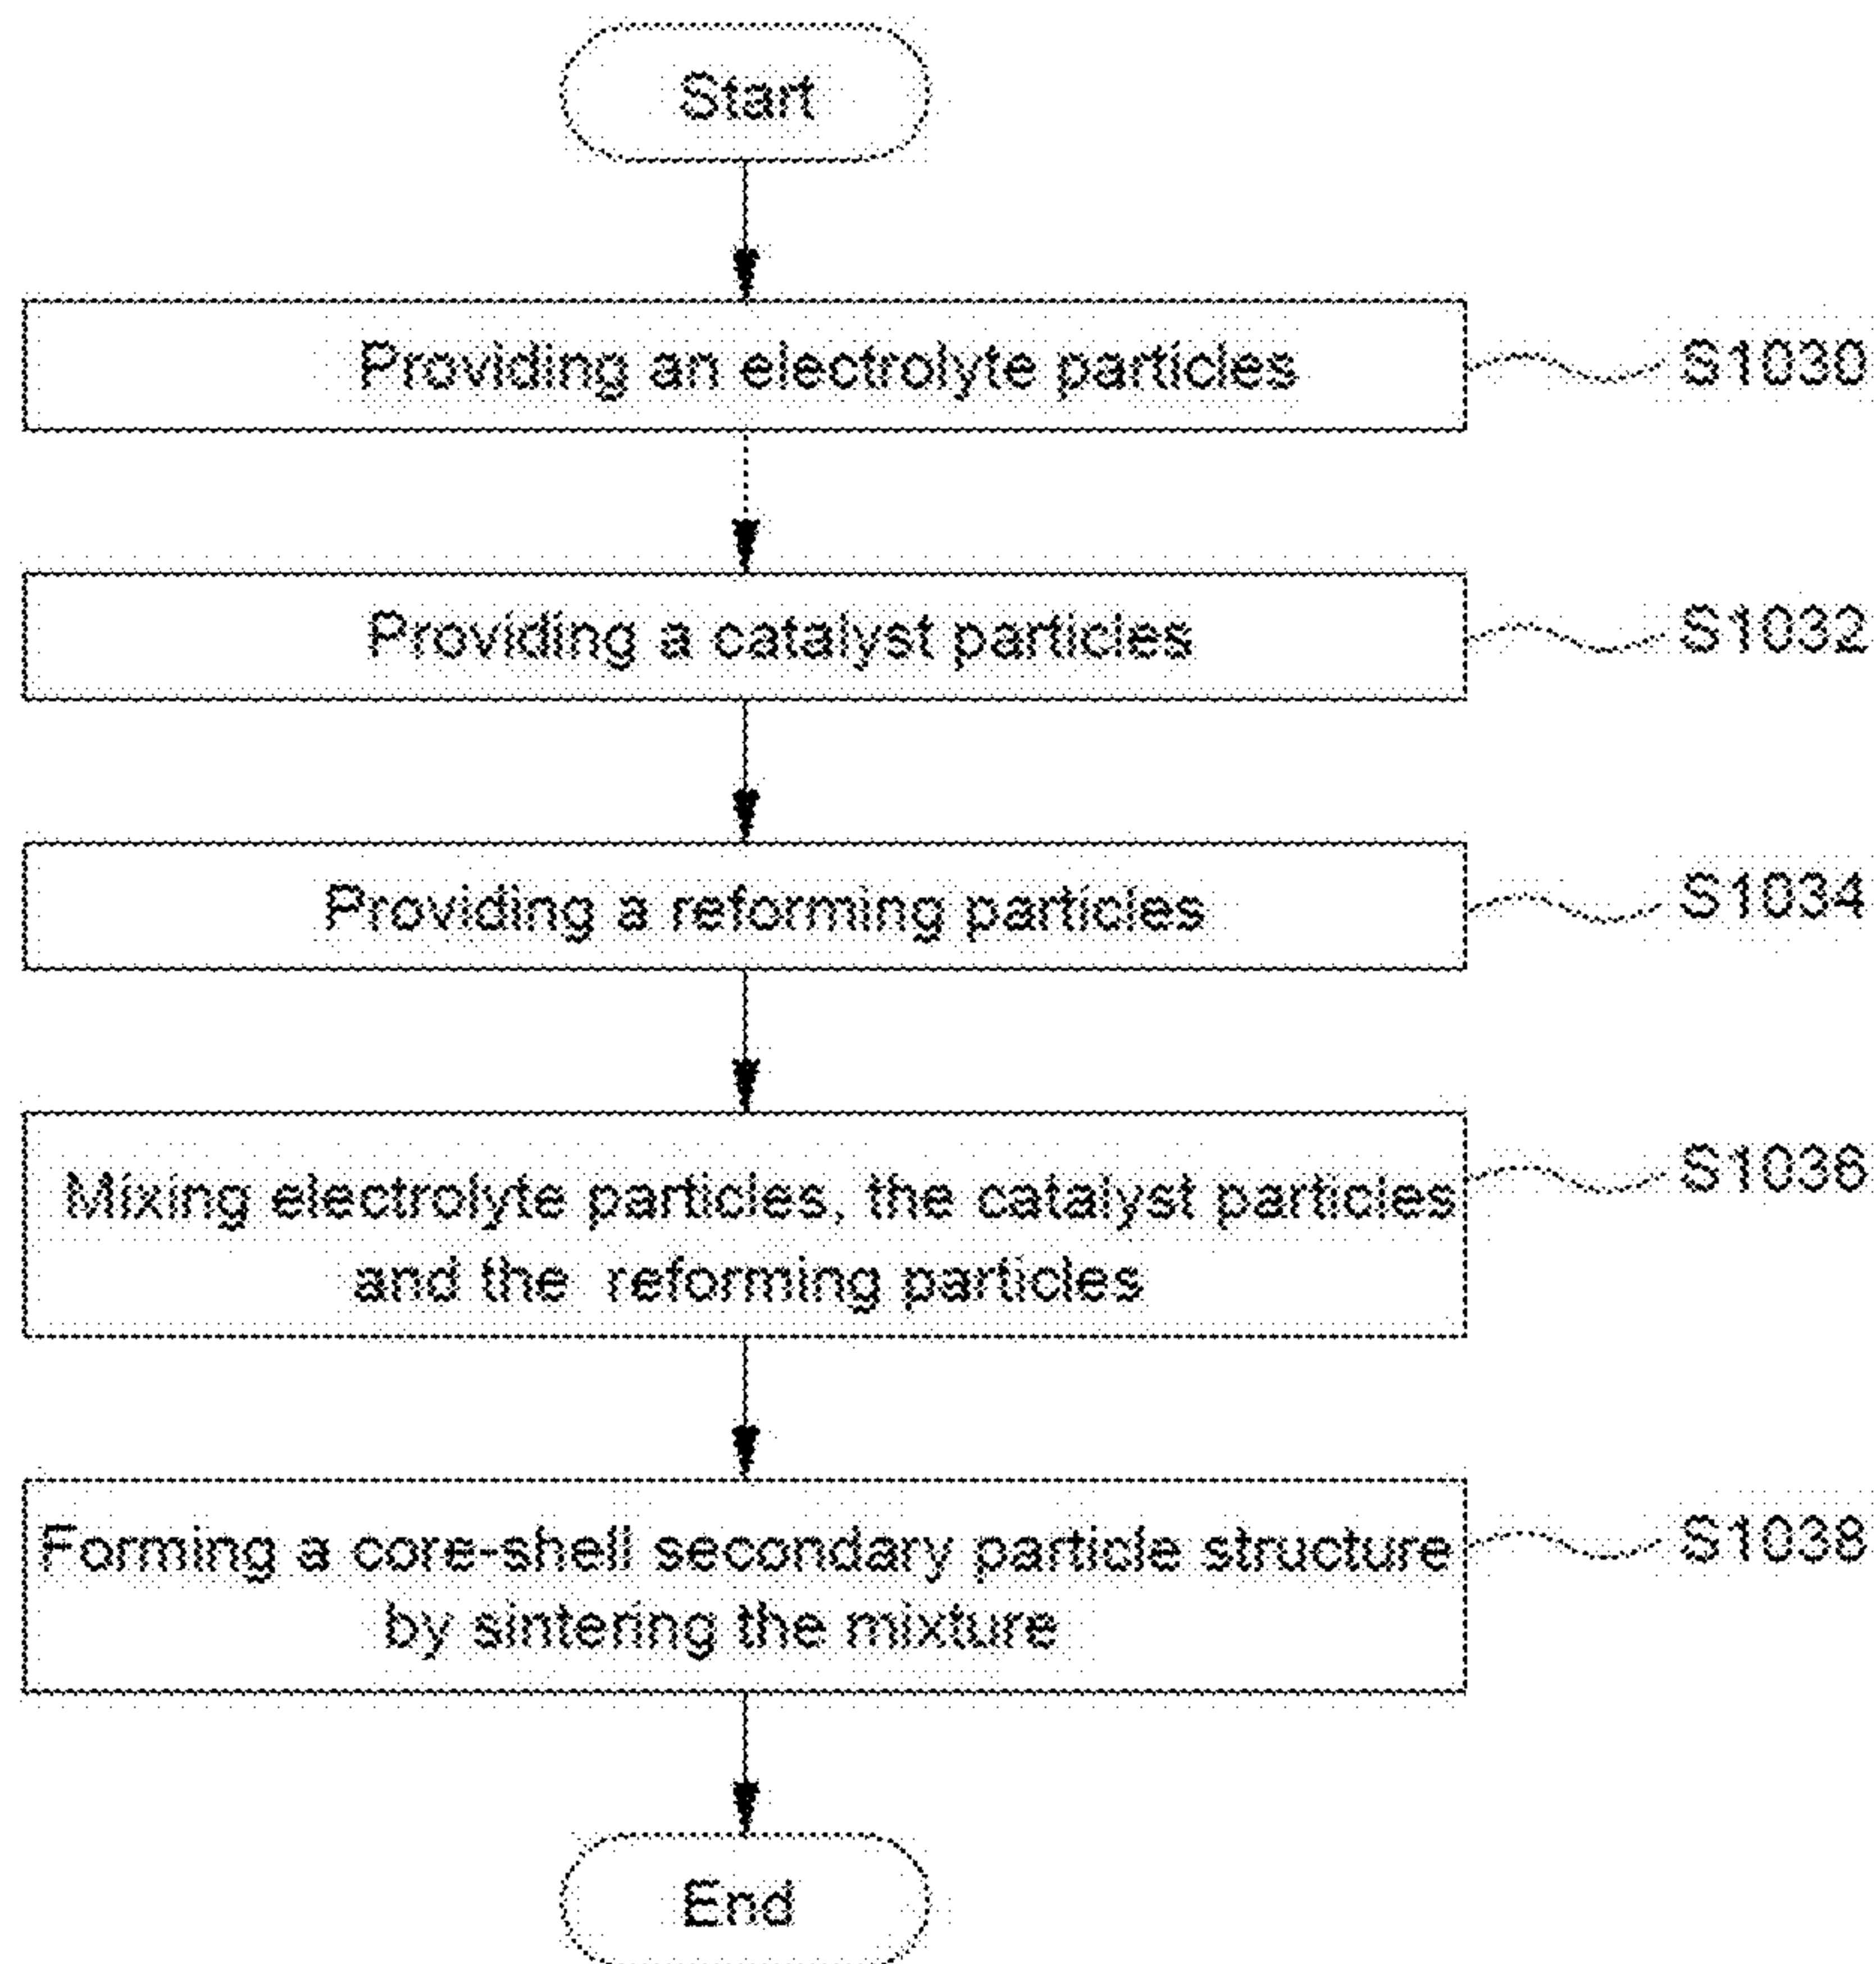 Start
Providing an electrolyte particles
S1030
Providing a catalyst particles
S1032
Providing a reforming particles
S1034
Mixing electrolyte particles, the catalyst particles
and the reforming particles
S1036
Forming a core-shell secondary particle structure
by sintering the mixture
S1038
End